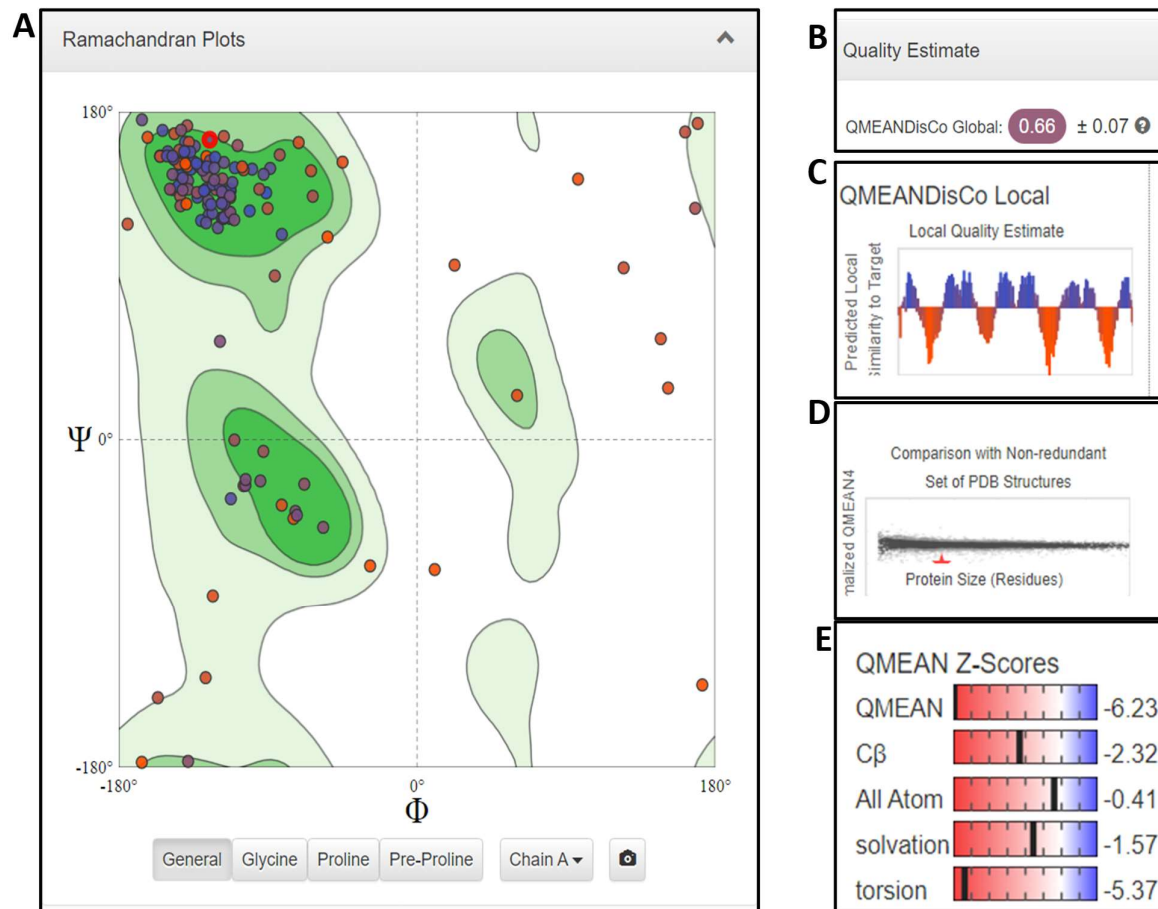 A
Ramachandran Plots
180°
Ψ 0°
-180°
-180° 0° 180°
Φ
General Glycine Proline Pre-Proline Chain A
B
Quality Estimate
QMEANDisCo Global: 0.66 ± 0.07
C
QMEANDisCo Local
Local Quality Estimate
Predicted Local
Similarity to Target
D
Comparison with Non-redundant
Set of PDB Structures
malized QMEAN4
Protein Size (Residues)
E
QMEAN Z-Scores
QMEAN -6.23
Cβ -2.32
All Atom -0.41
solvation -1.57
torsion -5.37